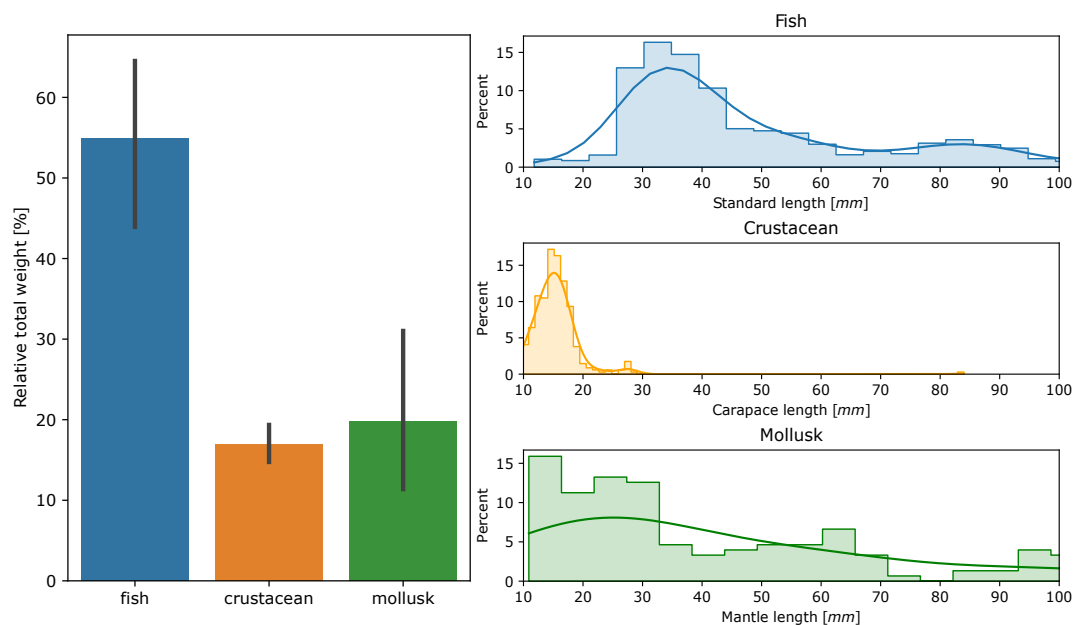 Relative total weight [%]
60
50
40
30
20
10
0
fish crustacean mollusk
Fish
Percent
15
10
5
0
10 20 30 40 50 60 70 80 90 100
Standard length [mm]
Crustacean
Percent
15
10
5
0
10 20 30 40 50 60 70 80 90 100
Carapace length [mm]
Mollusk
Percent
15
10
5
0
10 20 30 40 50 60 70 80 90 100
Mantle length [mm]